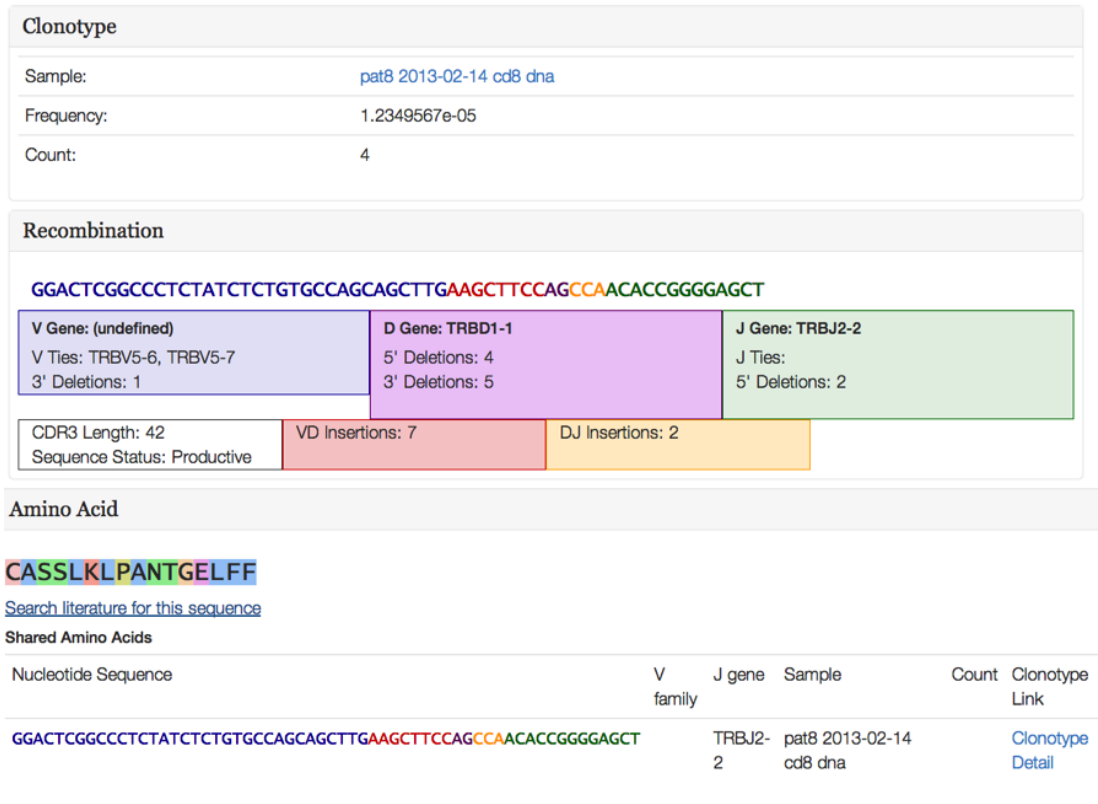 Clonotype
Sample: pat8 2013-02-14 cd8 dna
Frequency: 1.2349567e-05
Count: 4
Recombination
GGACTCGGCCCTCTATCTCTGTGCCAGCAGCTTGAAGCTTCCAGCCAACACCGGGGAGCT
V Gene: (undefined) D Gene: TRBD1-1 J Gene: TRBJ2-2
V Ties: TRBV5-6, TRBV5-7 5' Deletions: 4 J Ties:
3' Deletions: 1 3' Deletions: 5 5' Deletions: 2
CDR3 Length: 42 VD Insertions: 7 DJ Insertions: 2
Sequence Status: Productive
Amino Acid
CASSLKLPANTGELFF
Search literature for this sequence
Shared Amino Acids
Nucleotide Sequence V J gene Sample Count Clonotype
family Link
GGACTCGGCCCTCTATCTCTGTGCCAGCAGCTTGAAGCTTCCAGCCAACACCGGGGAGCT TRBJ2- pat8 2013-02-14 Clonotype
2 cd8 dna Detail